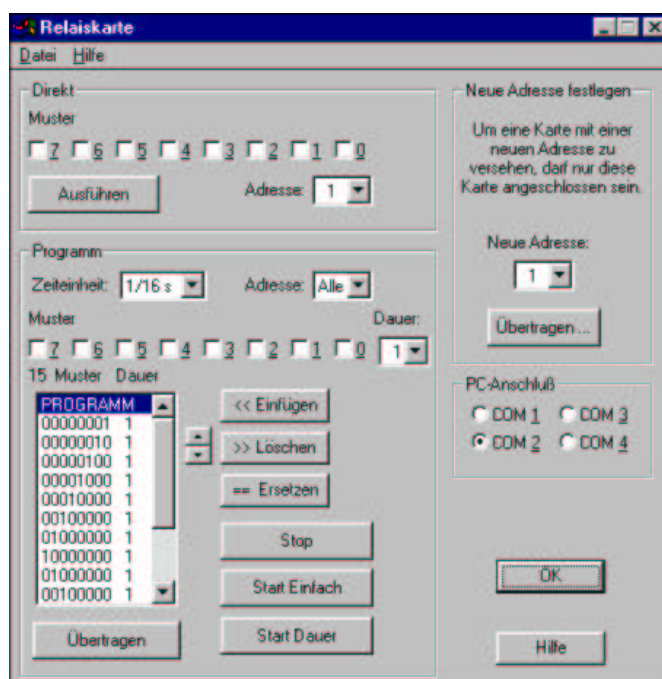 Relaiskarte
Datei Hilfe
Direkt
Muster
7 6 5 4 3 2 1 0
Ausführen
Adresse: 1
Programm
Zeiteinheit: 1/16 s
Adresse: Alle
Muster
Dauer:
7 6 5 4 3 2 1 0
1
15 Muster Dauer
PROGRAMM
00000001 1
00000010 1
00000100 1
00001000 1
00010000 1
00100000 1
01000000 1
10000000 1
01000000 1
00100000 1
<< Einfügen
>> Löschen
== Ersetzen
Stop
Start Einfach
Start Dauer
Übertragen
Neue Adresse festlegen
Um eine Karte mit einer
neuen Adresse zu
versehen, darf nur diese
Karte angeschlossen sein.
Neue Adresse:
1
Übertragen ...
PC-Anschluß
COM 1 COM 3
COM 2 COM 4
OK
Hilfe